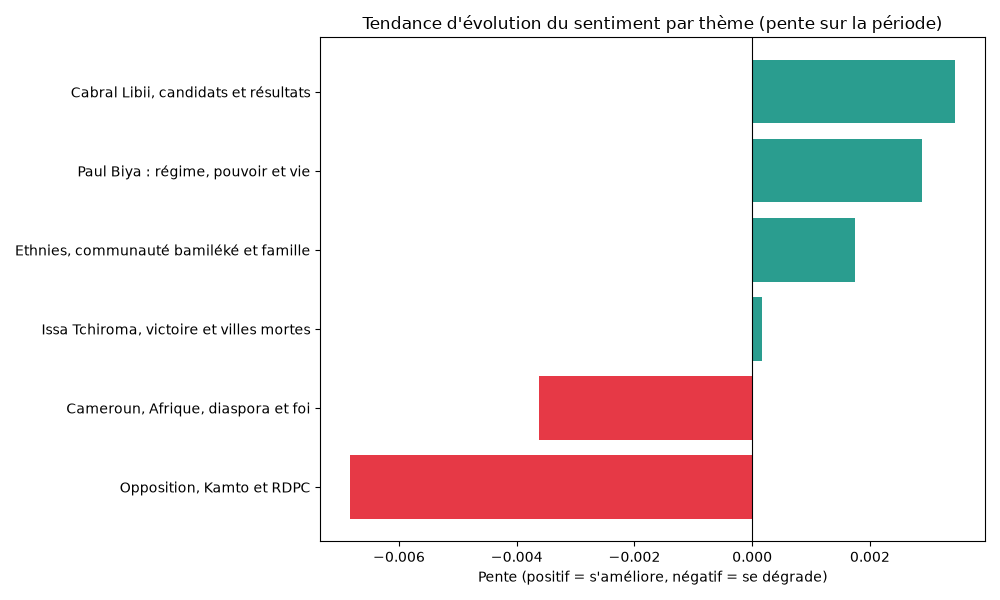 Tendance d'évolution du sentiment par thème (pente sur la période)
Cabral Libii, candidats et résultats
Paul Biya : régime, pouvoir et vie
Ethnies, communauté bamiléké et famille
Issa Tchiroma, victoire et villes mortes
Cameroun, Afrique, diaspora et foi
Opposition, Kamto et RDPC
−0.006 −0.004 −0.002 0.000 0.002
Pente (positif = s'améliore, négatif = se dégrade)